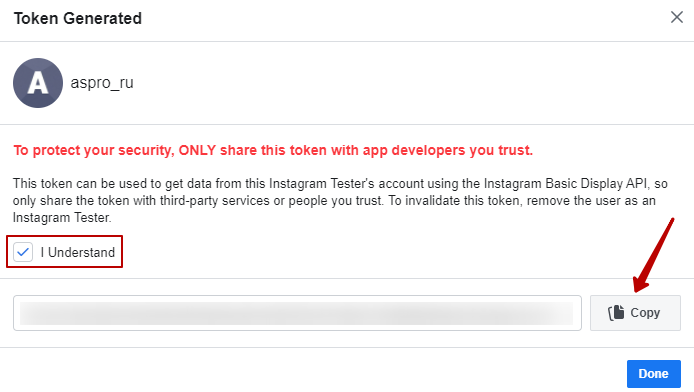 Token Generated
A
aspro_ru
To protect your security, ONLY share this token with app developers you trust.
This token can be used to get data from this Instagram Tester's account using the Instagram Basic Display API, so
only share the token with third-party services or people you trust. To invalidate this token, remove the user as an
Instagram Tester.
I Understand
Copy
Done